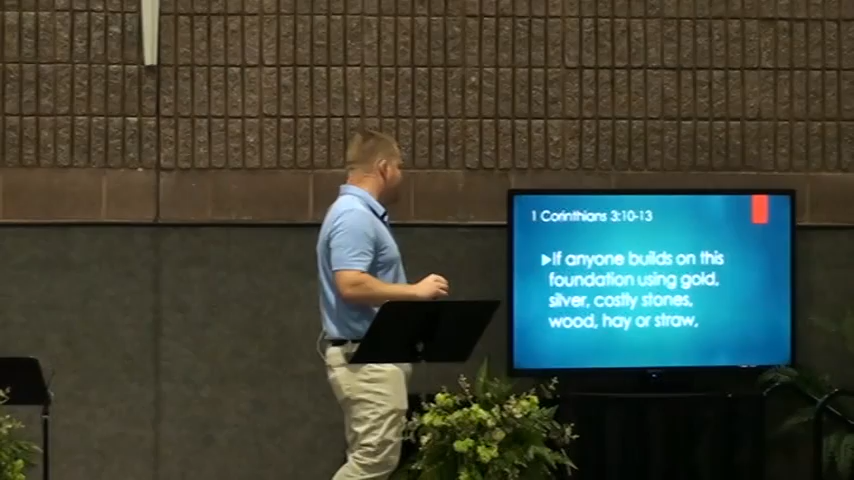 1 Corinthians 3:10-13
If anyone builds on this
foundation using gold,
silver, costly stones,
wood, hay or straw,